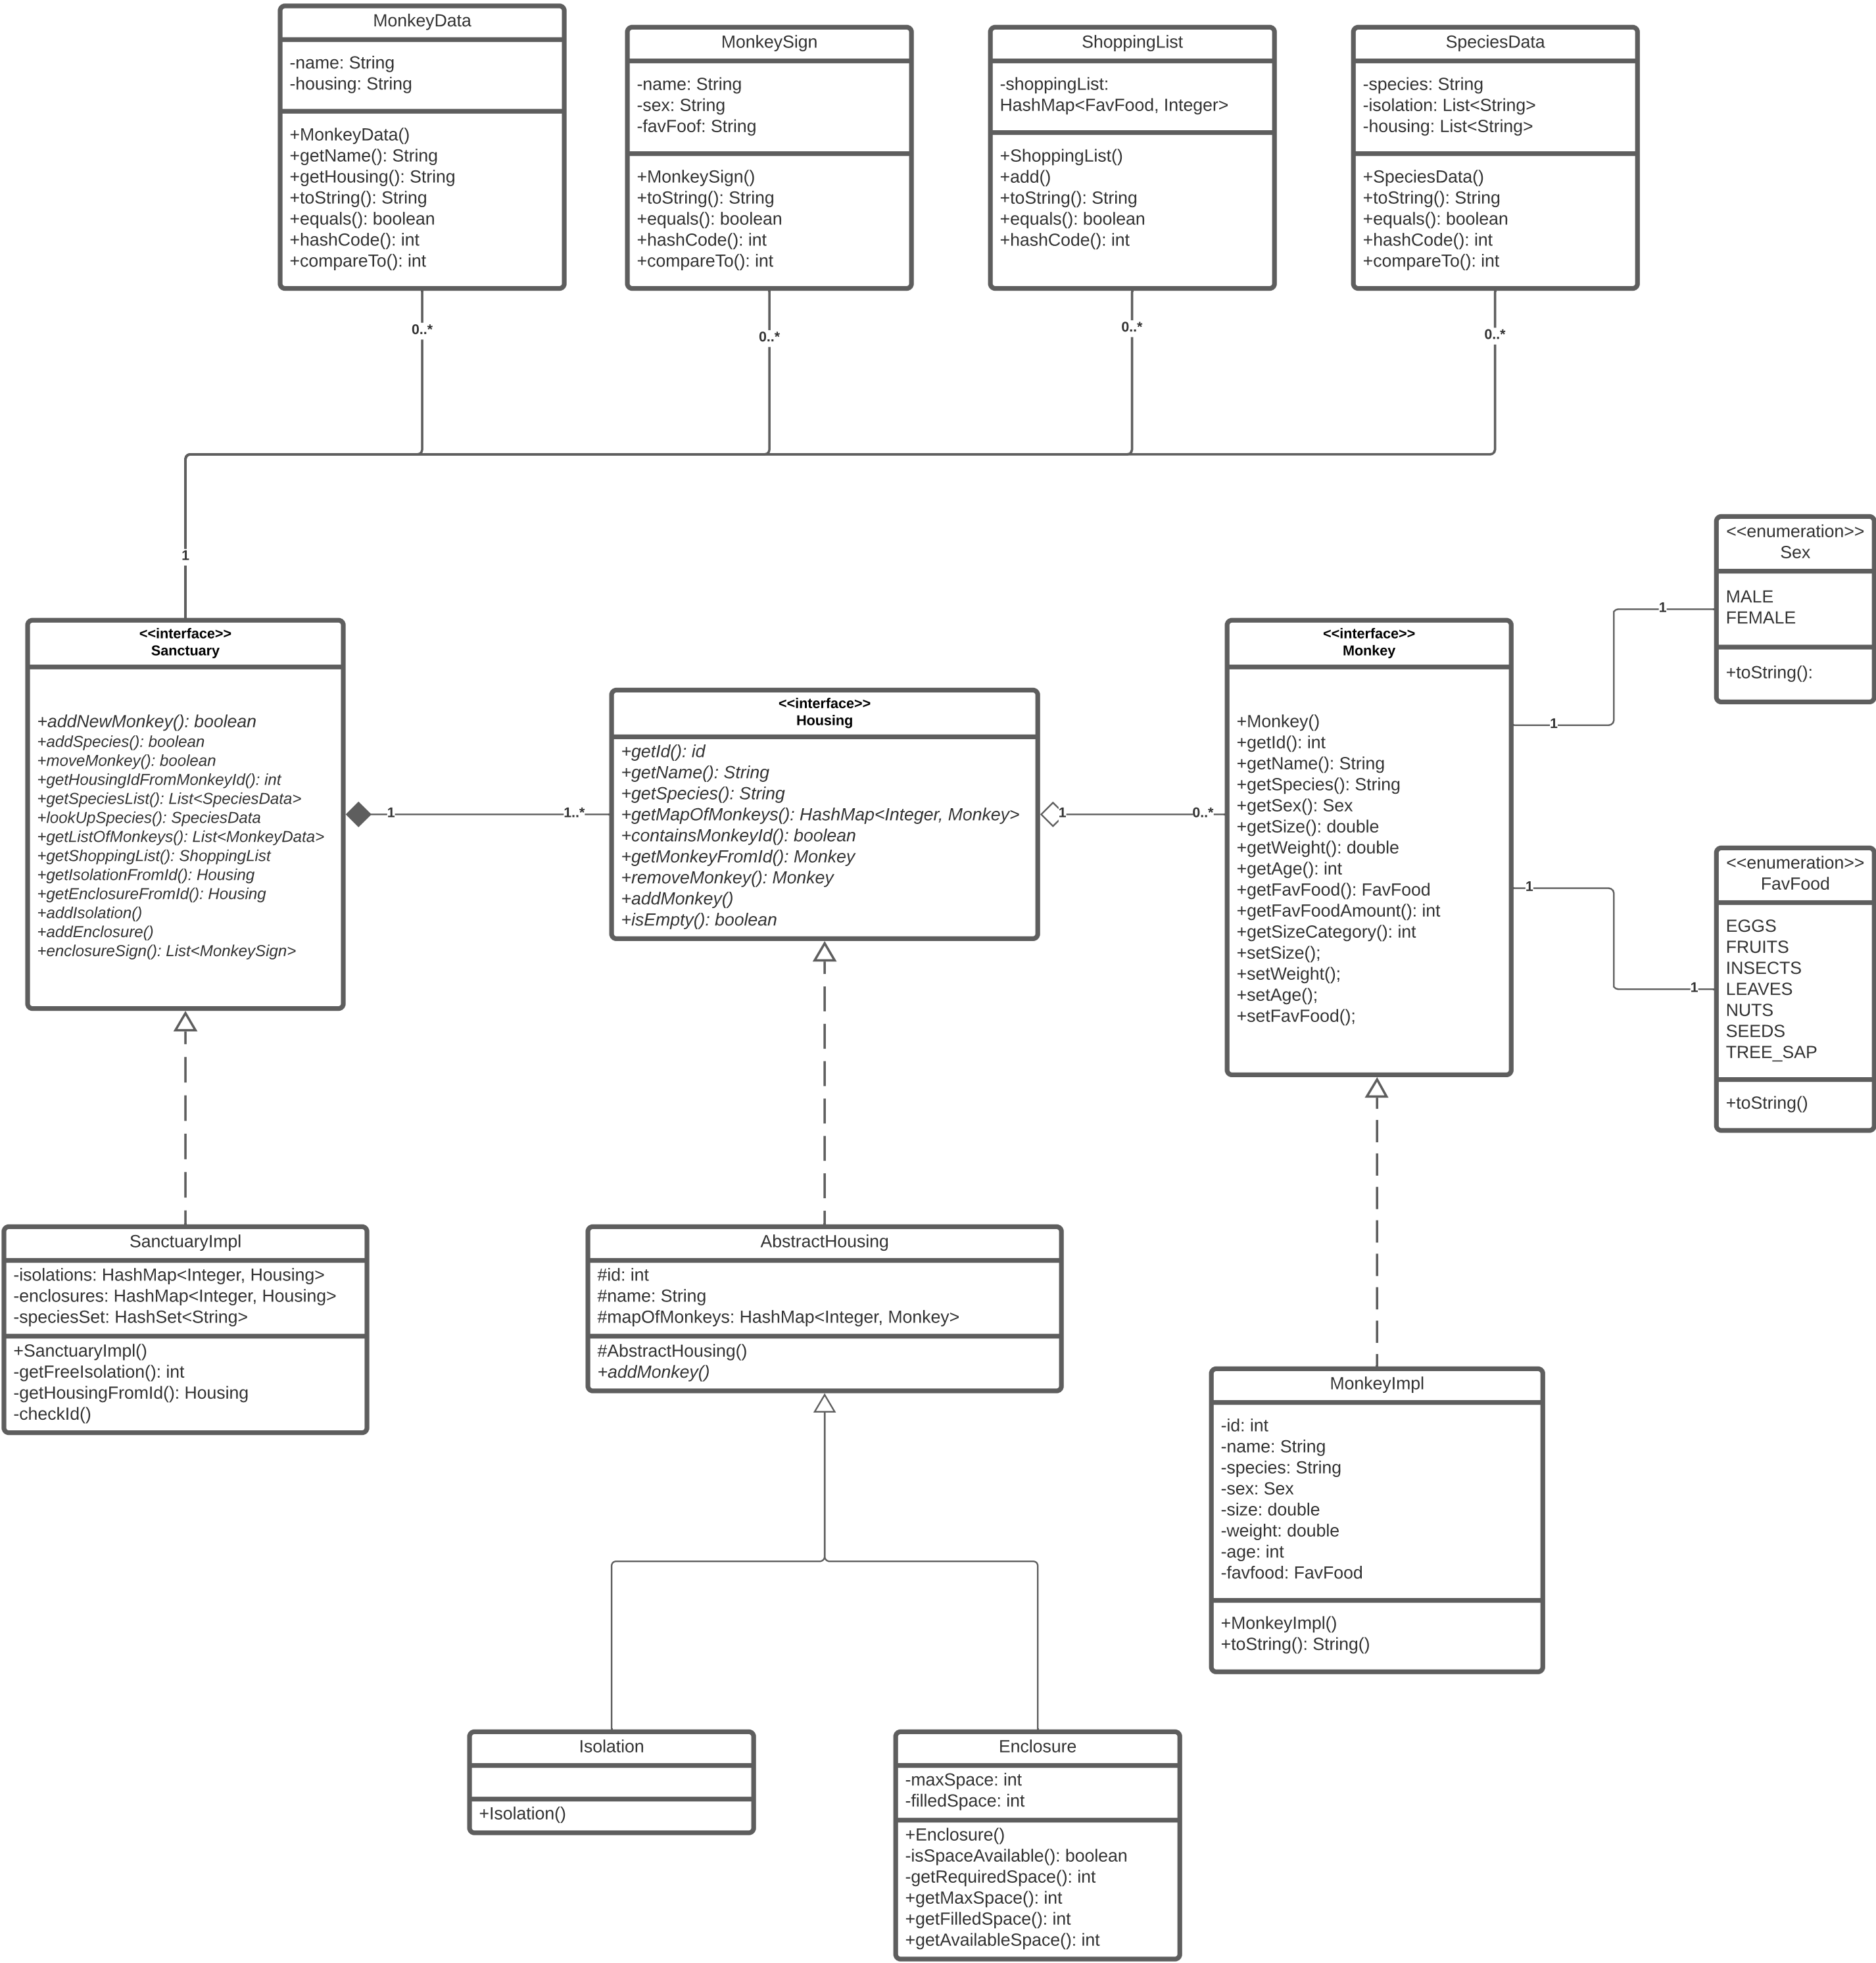 MonkeyData
-name: String
-housing: String
+MonkeyData()
+getName(): String
+getHousing(): String
+toString(): String
+equals(): boolean
+hashCode(): int
+compareTo(): int
MonkeySign
-name: String
-sex: String
-favFoof: String
+MonkeySign()
+toString(): String
+equals(): boolean
+hashCode(): int
+compareTo(): int
ShoppingList
-shoppingList:
HashMap<FavFood, Integer>
+ShoppingList()
+add()
+toString(): String
+equals(): boolean
+hashCode(): int
SpeciesData
-species: String
-isolation: List<String>
-housing: List<String>
+SpeciesData()
+toString(): String
+equals(): boolean
+hashCode(): int
+compareTo(): int
0..*
0..*
0..*
0..*
1
<<interface>>
Sanctuary
+addNewMonkey(): boolean
+addSpecies(): boolean
+moveMonkey(): boolean
+getHousingIdFromMonkeyId(): int
+getSpeciesList(): List<SpeciesData>
+lookUpSpecies(): SpeciesData
+getListOfMonkeys(): List<MonkeyData>
+getShoppingList(): ShoppingList
+getIsolationFromId(): Housing
+getEnclosureFromId(): Housing
+addIsolation()
+addEnclosure()
+enclosureSign(): List<MonkeySign>
1
1..*
<<interface>>
Housing
+getId(): id
+getName(): String
+getSpecies(): String
+getMapOfMonkeys(): HashMap<Integer, Monkey>
+containsMonkeyId(): boolean
+getMonkeyFromId(): Monkey
+removeMonkey(): Monkey
+addMonkey()
+isEmpty(): boolean
1
0..*
<<interface>>
Monkey
+Monkey()
+getId(): int
+getName(): String
+getSpecies(): String
+getSex(): Sex
+getSize(): double
+getWeight(): double
+getAge(): int
+getFavFood(): FavFood
+getFavFoodAmount(): int
+getSizeCategory(): int
+setSize();
+setWeight();
+setAge();
+setFavFood();
1
1
<<enumeration>>
Sex
MALE
FEMALE
+toString():
1
1
<<enumeration>>
FavFood
EGGS
FRUITS
INSECTS
LEAVES
NUTS
SEEDS
TREE_SAP
+toString()
SanctuaryImpl
-isolations: HashMap<Integer, Housing>
-enclosures: HashMap<Integer, Housing>
-speciesSet: HashSet<String>
+SanctuaryImpl()
-getFreeIsolation(): int
-getHousingFromId(): Housing
-checkId()
AbstractHousing
#id: int
#name: String
#mapOfMonkeys: HashMap<Integer, Monkey>
#AbstractHousing()
+addMonkey()
MonkeyImpl
-id: int
-name: String
-species: String
-sex: Sex
-size: double
-weight: double
-age: int
-favfood: FavFood
+MonkeyImpl()
+toString(): String()
Isolation
+Isolation()
Enclosure
-maxSpace: int
-filledSpace: int
+Enclosure()
-isSpaceAvailable(): boolean
-getRequiredSpace(): int
+getMaxSpace(): int
+getFilledSpace(): int
+getAvailableSpace(): int